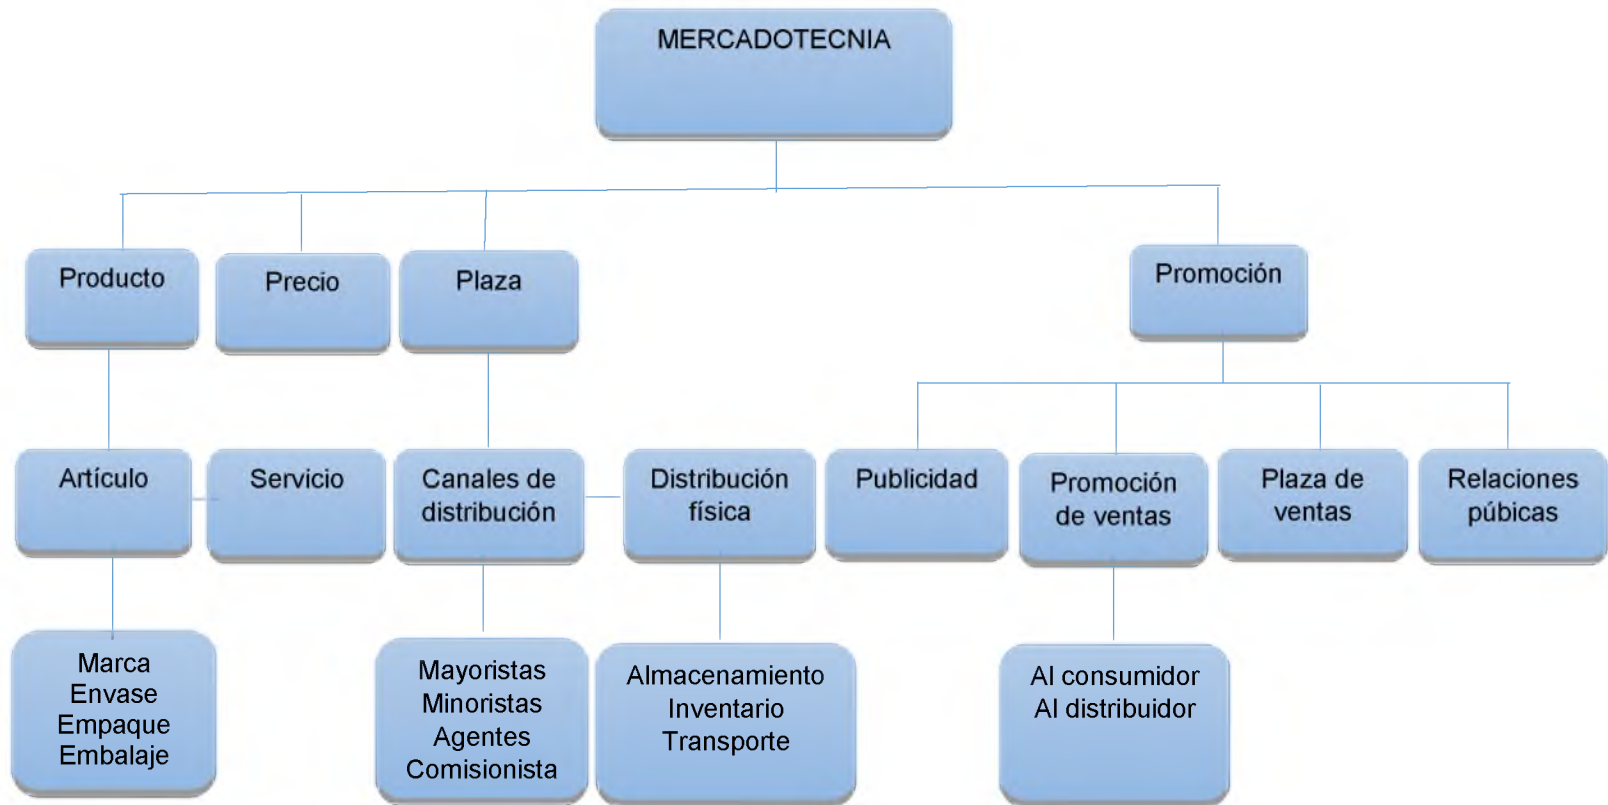 MERCADOTECNIA
Producto
Precio
Plaza
Promoción
Artículo
Servicio
Canales de
distribución
Distribución
física
Publicidad
Promoción
de ventas
Plaza de
ventas
Relaciones
púbicas
Marca
Envase
Empaque
Embalaje
Mayoristas
Minoristas
Agentes
Comisionista
Almacenamiento
Inventario
Transporte
Al consumidor
Al distribuidor